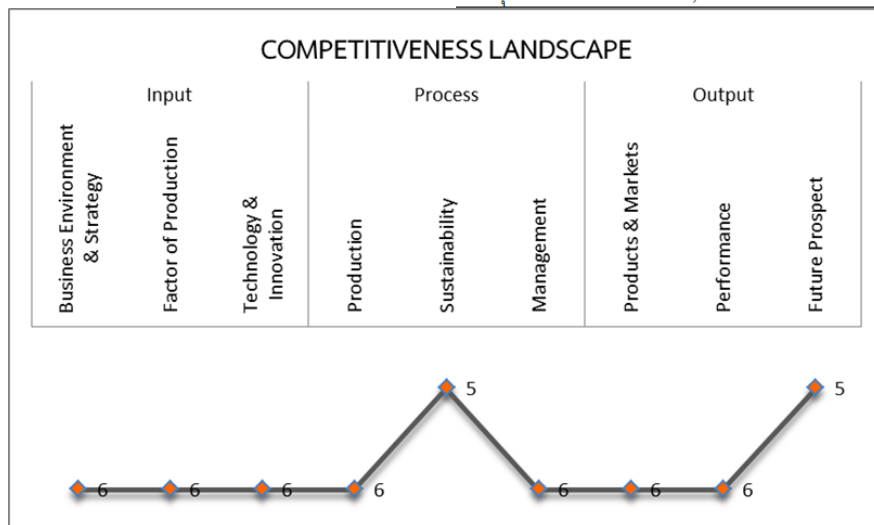 COMPETITIVENESS LANDSCAPE
Input
Process
Output
Business Environment
& Strategy
Factor of Production
Technology &
Innovation
Production
Sustainability
Management
Products & Markets
Performance
Future Prospect
5
5
6
6
6
6
6
6
6